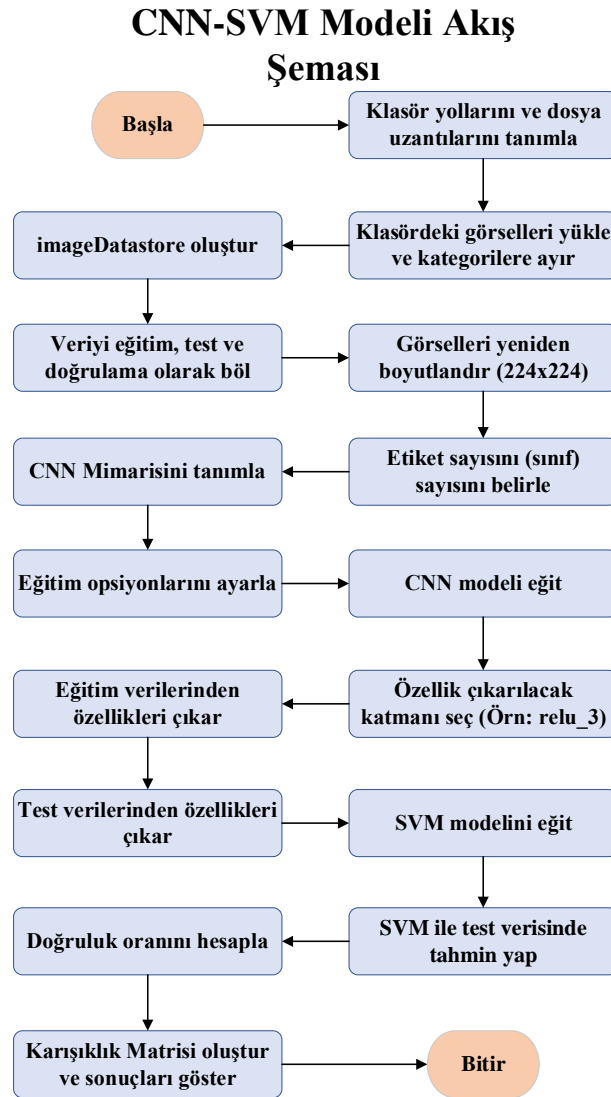 CNN-SVM Modeli Akış
Şeması
Başla
Klasör yollarını ve dosya
uzantılarını tanımla
Klasördeki görselleri yükle
ve kategorilere ayır
imageDatastore oluştur
Veriyi eğitim, test ve
doğrulama olarak böl
Görselleri yeniden
boyutlandır (224x224)
Etiket sayısını (sınıf)
sayısını belirle
CNN Mimarisini tanımla
Eğitim opsiyonlarını ayarla
CNN modeli eğit
Özellik çıkarılacak
katmanı seç (Örn: relu_3)
Eğitim verilerinden
özellikleri çıkar
Test verilerinden özellikleri
çıkar
SVM modelini eğit
SVM ile test verisinde
tahmin yap
Doğruluk oranını hesapla
Karışıklık Matrisi oluştur
ve sonuçları göster
Bitir